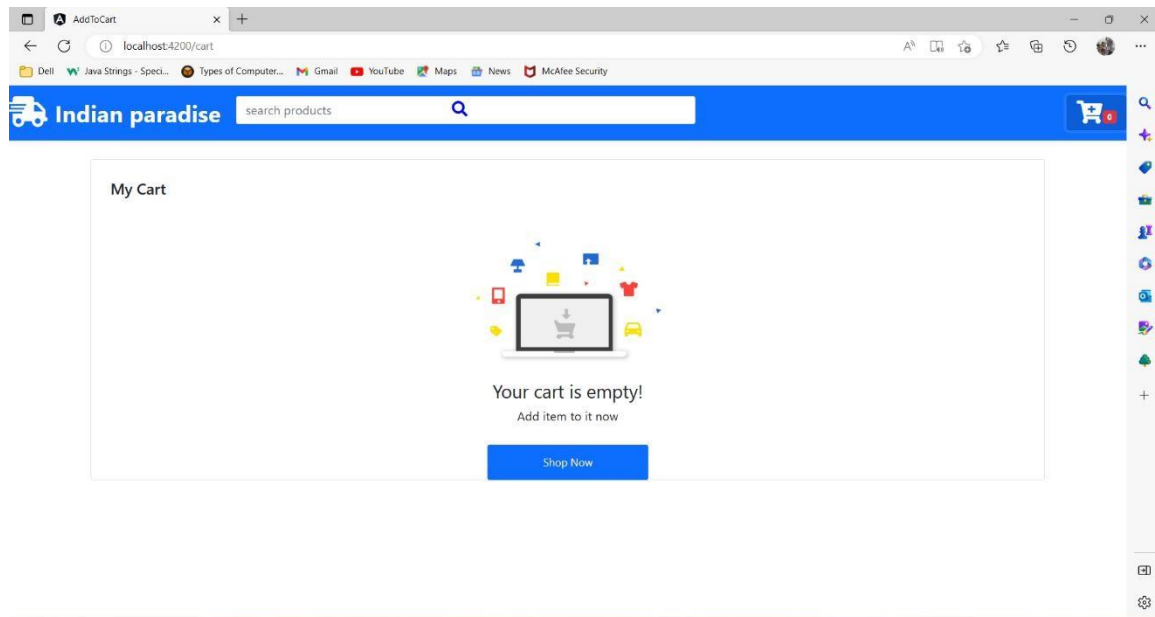 AddToCart
localhost:4200/cart
Dell Java Strings - Speci... Types of Computer... Gmail YouTube Maps News McAfee Security
Indian paradise search products 0
My Cart
Your cart is empty!
Add item to it now
Shop Now